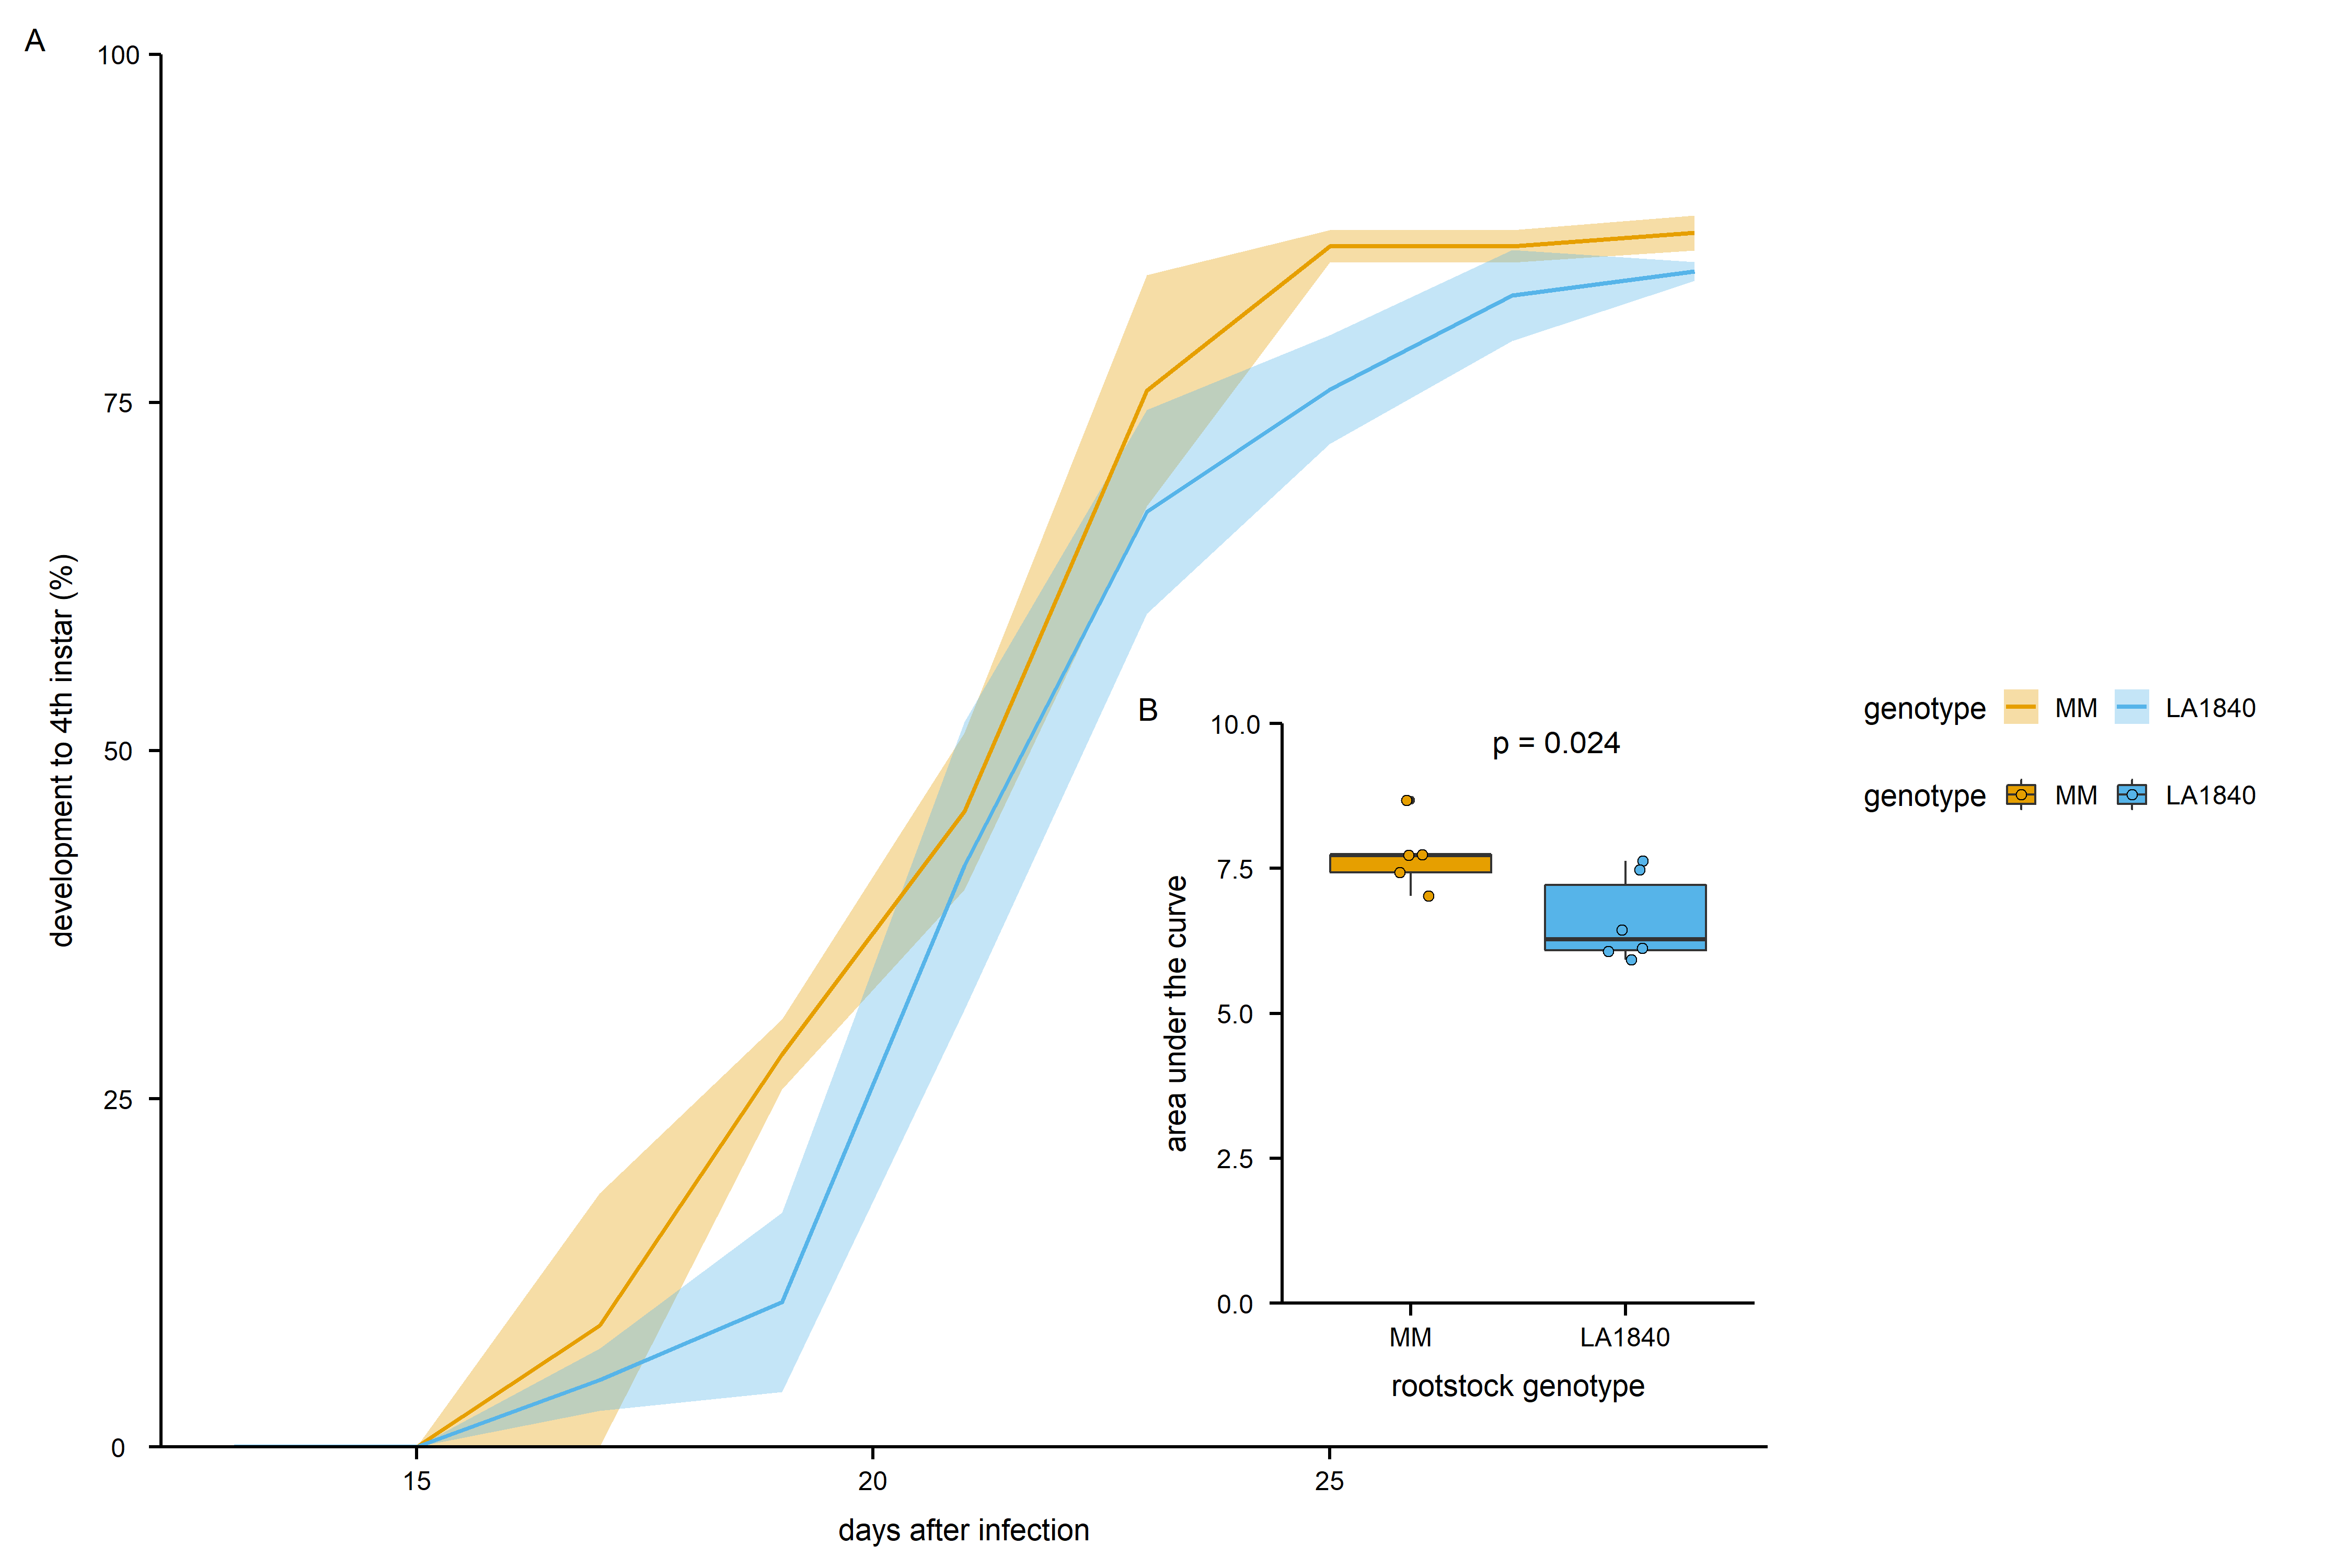 A
100
75
50
25
0
development to 4th instar (%)
15
20
25
days after infection
B
10.0
7.5
5.0
2.5
0.0
area under the curve
p = 0.024
MM
LA1840
rootstock genotype
genotype MM LA1840
genotype MM LA1840